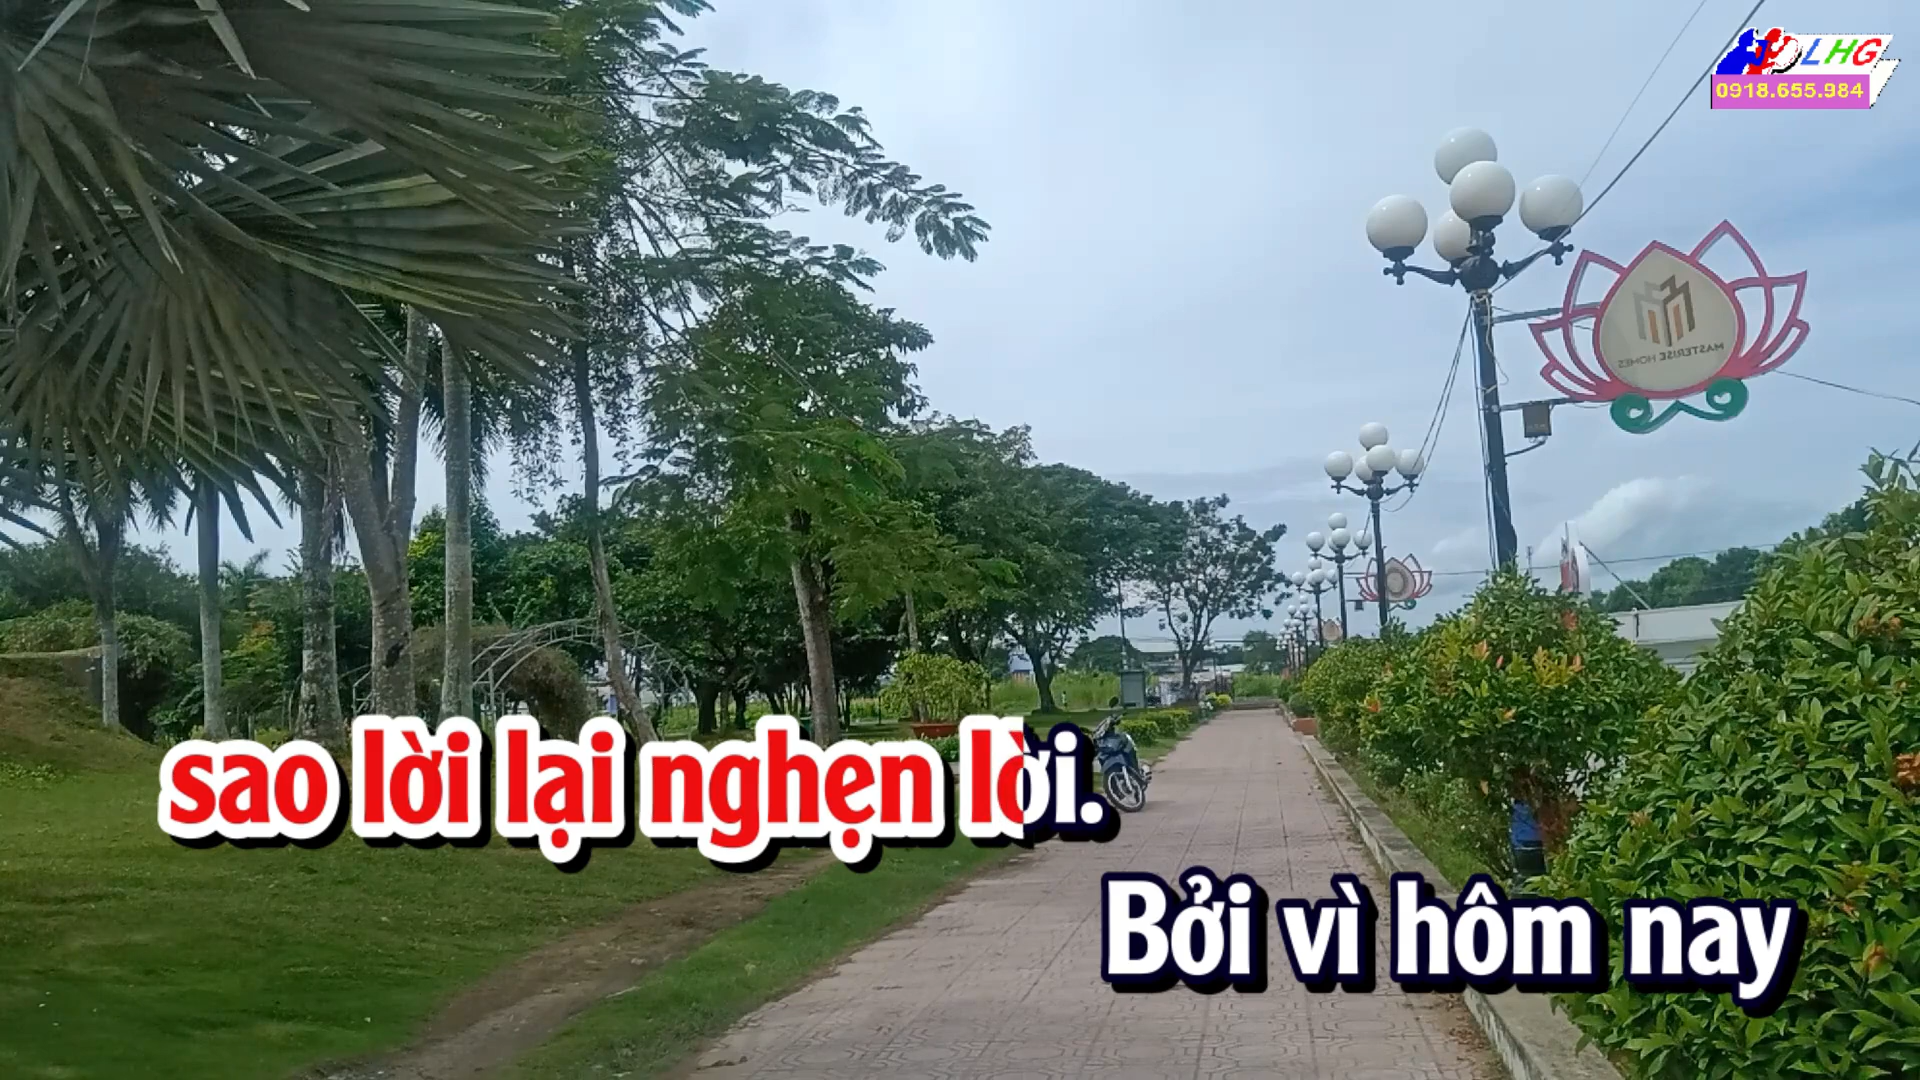 LHG
0918.655.984
MASTERISE HOMES
sao lời lại nghẹn lời.
Bởi vì hôm nay